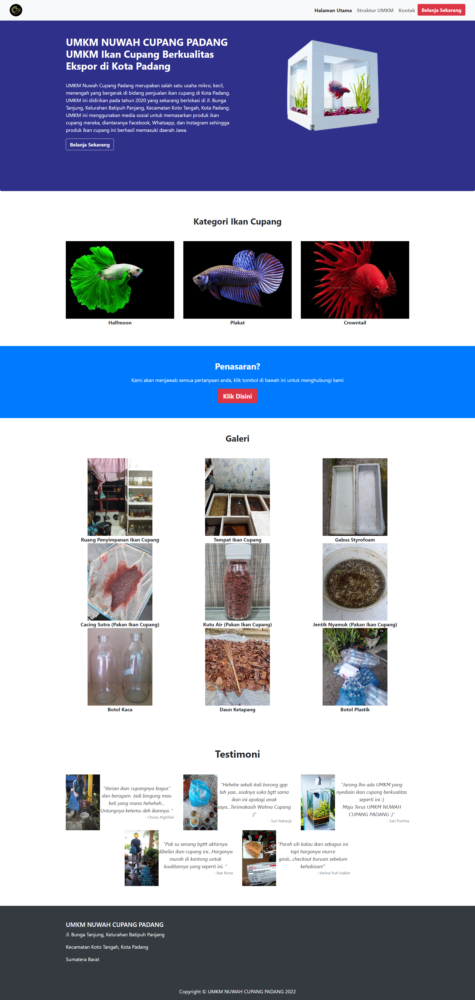 Halaman Utama
Struktur UMKM
Kontak
Belanja Sekarang
UMKM NUWAH CUPANG PADANG
UMKM Ikan Cupang Berkualitas
Ekspor di Kota Padang
UMKM Nuwah Cupang Padang merupakan salah satu usaha mikro, kecil,
menengah yang bergerak di bidang penjualan ikan cupang di Kota Padang.
UMKM ini didirikan pada tahun 2020 yang sekarang berlokasi di Jl. Bunga
Tanjung, Kelurahan Batipuh Panjang, Kecamatan Koto Tangah, Kota Padang.
UMKM ini menggunakan media sosial untuk memasarkan produk ikan
cupang mereka, diantaranya Facebook, Whatsapp, dan Instagram sehingga
produk ikan cupang ini berhasil memasuki daerah Jawa.
Belanja Sekarang
Kategori Ikan Cupang
Halfmoon
Plakat
Crowntail
Penasaran?
Kami akan menjawab semua pertanyaan anda, klik tombol di bawah ini untuk menghubungi kami
Klik Disini
Galeri
Ruang Penyimpanan Ikan Cupang
Tempat Ikan Cupang
Gabus Styrofoam
Cacing Sutra (Pakan Ikan Cupang)
Kutu Air (Pakan Ikan Cupang)
Jentik Nyamuk (Pakan Ikan Cupang)
7/8
Botol Kaca
Daun Ketapang
Botol Plastik
Testimoni
"Varian ikan cupangnya bagus"
dan beragam. Jadi bingung mau
beli yang mana heheheh...
Untungnya ketemu deh ikannya. "
- Chose Alghifari
"Hehehe sekali-kali borong gpp
lah yaa...soalnya suka bgtt sama
ikan ini apalagi anak
saya...Terimakasih Wahna Cupang
:)"
- Suri Raharja
"Jarang lho ada UMKM yang
nyediain ikan cupang berkualitas
seperti ini :)
Maju Terus UMKM NUWAH
CUPANG PADANG :)"
- Sari Putrina
"Pak su senang bgttt akhirnya
dibeliin ikan cupang ini...Harganya
murah di kantong untuk
kualitasnya yang seperti ini. "
- Bae Rona
"Parah sih kalau ikan sebagus ini
tapi harganya murce
giniii...checkout buruan sebelum
kehabisan!"
- Karina Puti Hakim
UMKM NUWAH CUPANG PADANG
Jl. Bunga Tanjung, Kelurahan Batipuh Panjang
Kecamatan Koto Tangah, Kota Padang
Sumatera Barat
Copyright © UMKM NUWAH CUPANG PADANG 2022